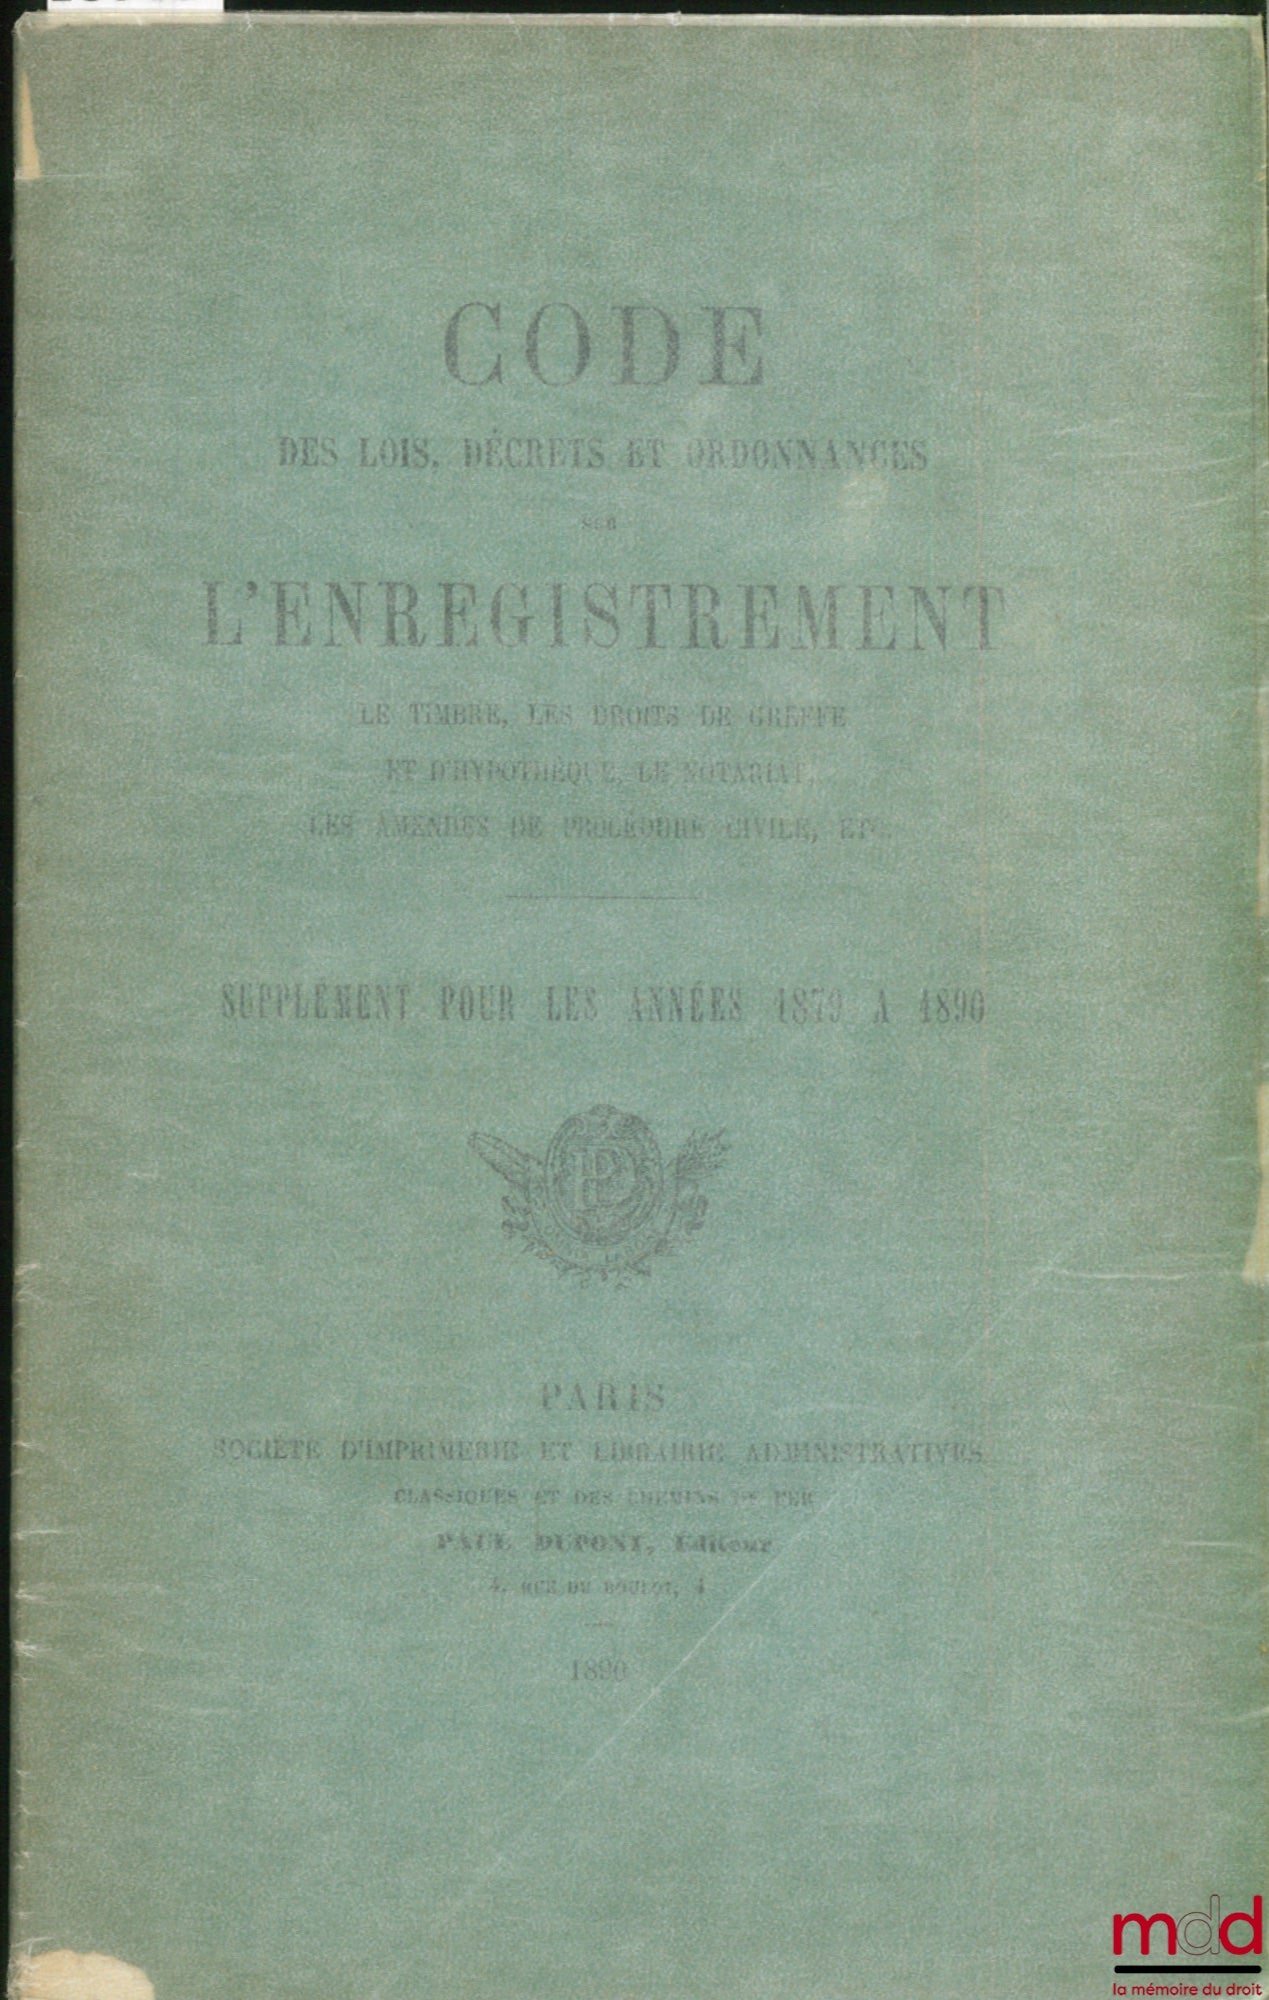 CODE
DES LOIS, DÉCRETS ET ORDONNANCES
SUR
L'ENREGISTREMENT
LE TIMBRE, LES DROITS DE GREFFE
ET D'HYPOTHÈQUE, LE NOTARIAT,
LES AMENDES DE PROCÉDURE CIVILE, ETC.
SUPPLÉMENT POUR LES ANNÉES 1879 A 1890
PARIS
SOCIÉTÉ D'IMPRIMERIE ET LIBRAIRIE ADMINISTRATIVES
CLASSIQUES ET DES CHEMINS DE FER
PAUL DUPONT, Éditeur
4, RUE DU BOULOI, 4
1890
mdd
la mémoire du droit